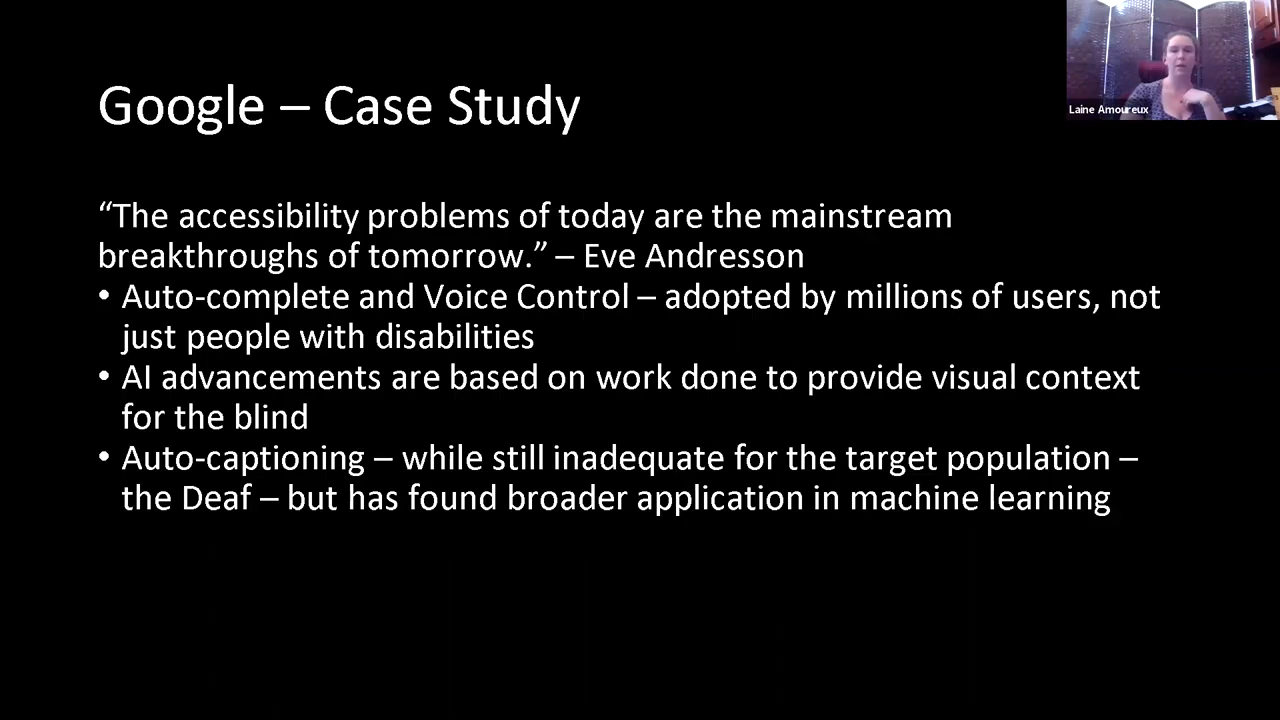 Google – Case Study
Laine Amoureux
“The accessibility problems of today are the mainstream
breakthroughs of tomorrow.” – Eve Andresson
• Auto-complete and Voice Control – adopted by millions of users, not
just people with disabilities
• AI advancements are based on work done to provide visual context
for the blind
• Auto-captioning – while still inadequate for the target population –
the Deaf – but has found broader application in machine learning